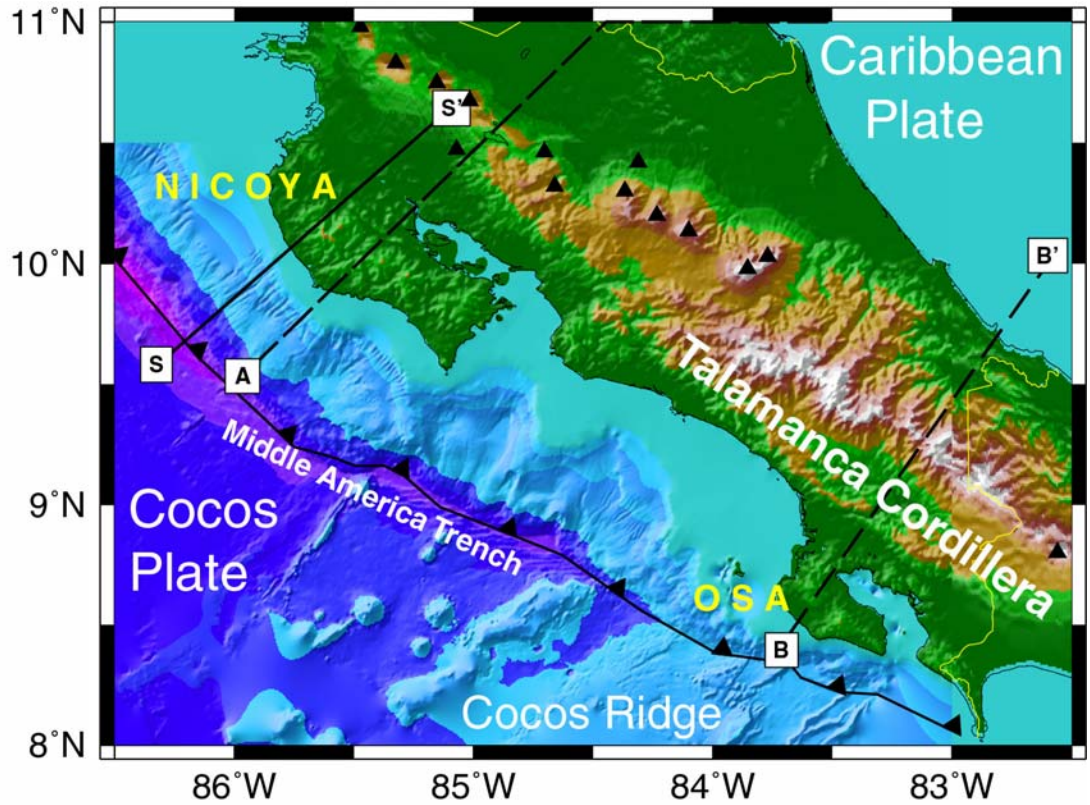 11°N
Caribbean
Plate
S'
NICOYA
B'
10°N
S
A
Talamanca Cordillera
Middle America Trench
9°N
Cocos
Plate
OSA
B
Cocos Ridge
8°N
86°W
85°W
84°W
83°W